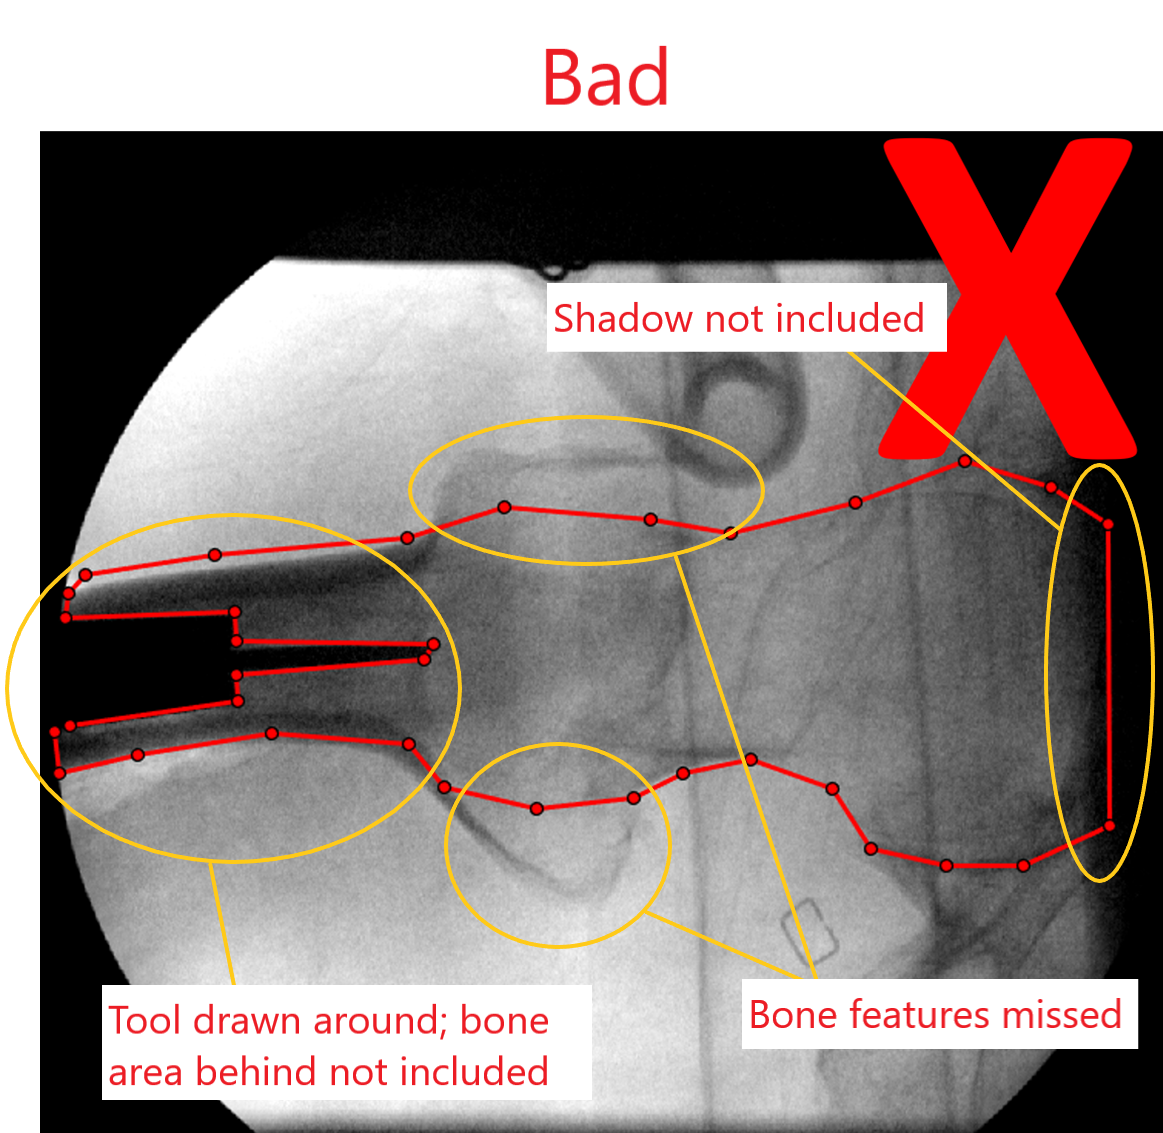 Bad
Shadow not included
Tool drawn around; bone
area behind not included
Bone features missed